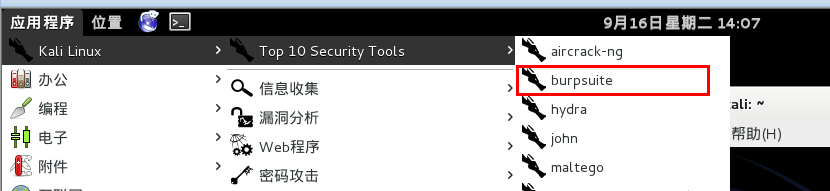 应用程序 位置 9月16日星期二 14:07
Kali Linux Top 10 Security Tools aircrack-ng
办公 信息收集 burpsuite
编程 漏洞分析 hydra kali: ~
电子 Web程序 john 帮助(H)
附件 密码攻击 maltego